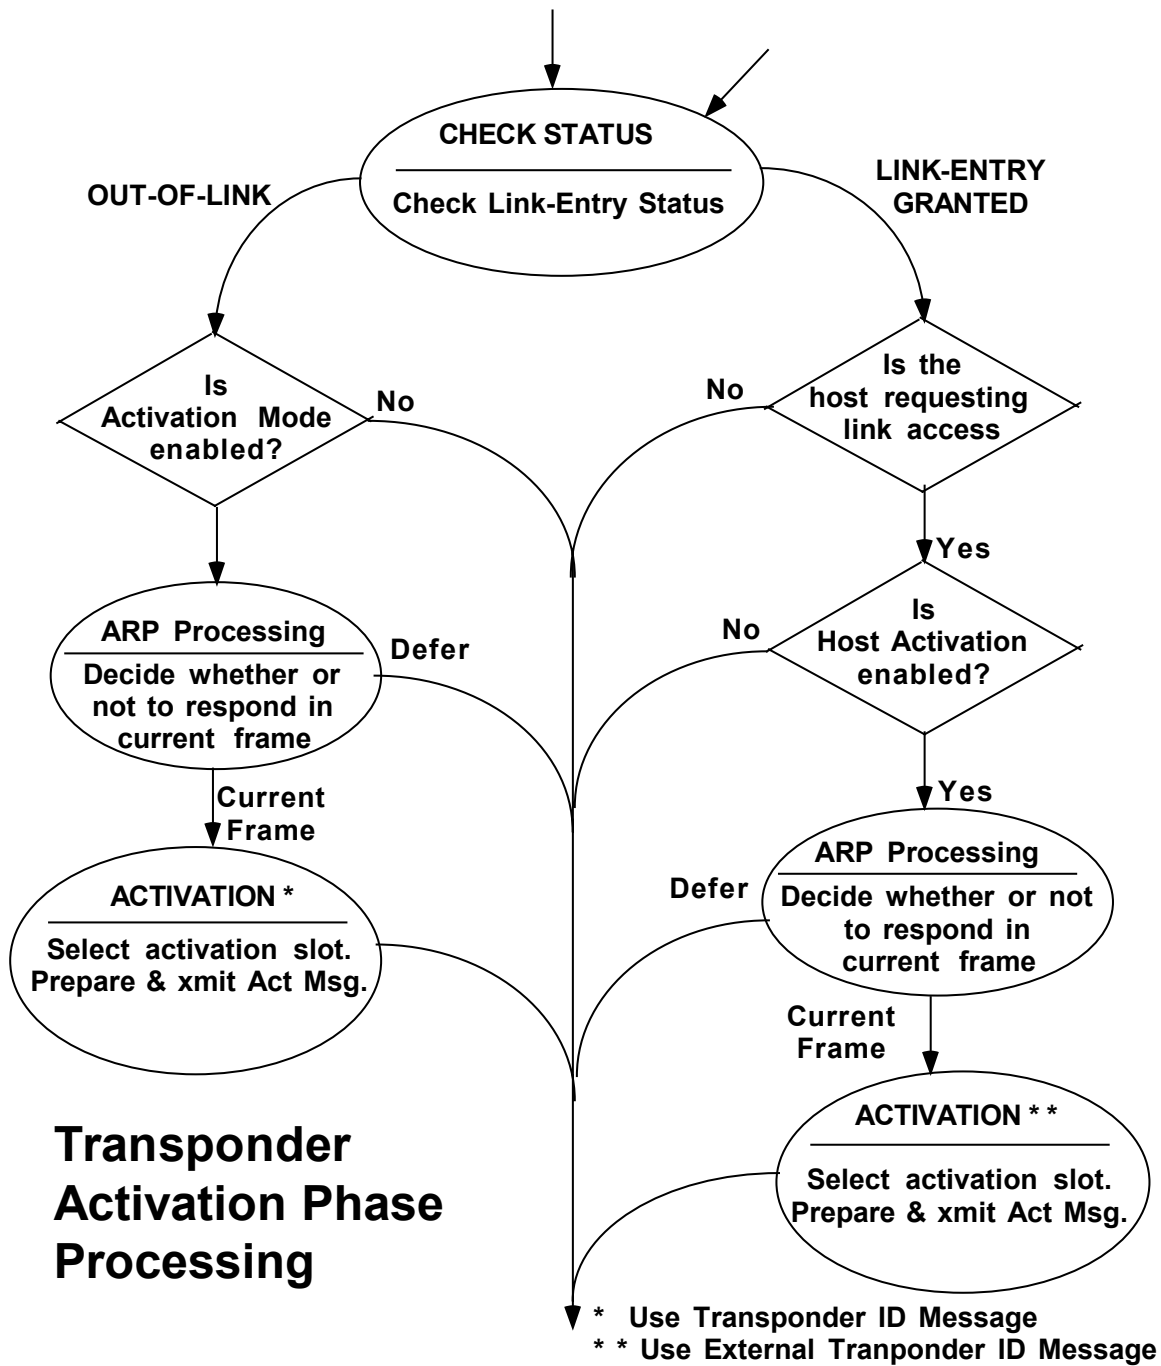 CHECK STATUS
Check Link-Entry Status
OUT-OF-LINK
LINK-ENTRY
GRANTED
Is
Activation Mode
enabled?
No
No
Is the
host requesting
link access
Yes
ARP Processing
Decide whether or
not to respond in
current frame
Defer
No
Is
Host Activation
enabled?
Current
Frame
Yes
ACTIVATION *
Select activation slot.
Prepare & xmit Act Msg.
Defer
ARP Processing
Decide whether or not
to respond in
current frame
Current
Frame
ACTIVATION * *
Select activation slot.
Prepare & xmit Act Msg.
Transponder
Activation Phase
Processing
* Use Transponder ID Message
* * Use External Tranponder ID Message